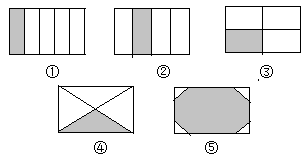 ① ② ③
④ ⑤